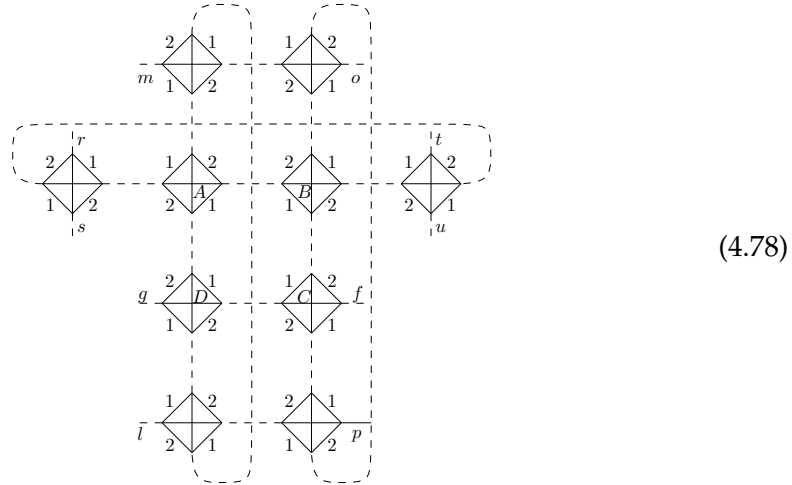 2 1 1 2
m 1 2 2 1 o
r t
2 1 1 2 2 1 1 2
A B
1 2 2 1 1 2 2 1
s u
(4.78)
2 1 1 2
g D C f
1 2 2 1
1 2 2 1
l 2 1 1 2 p